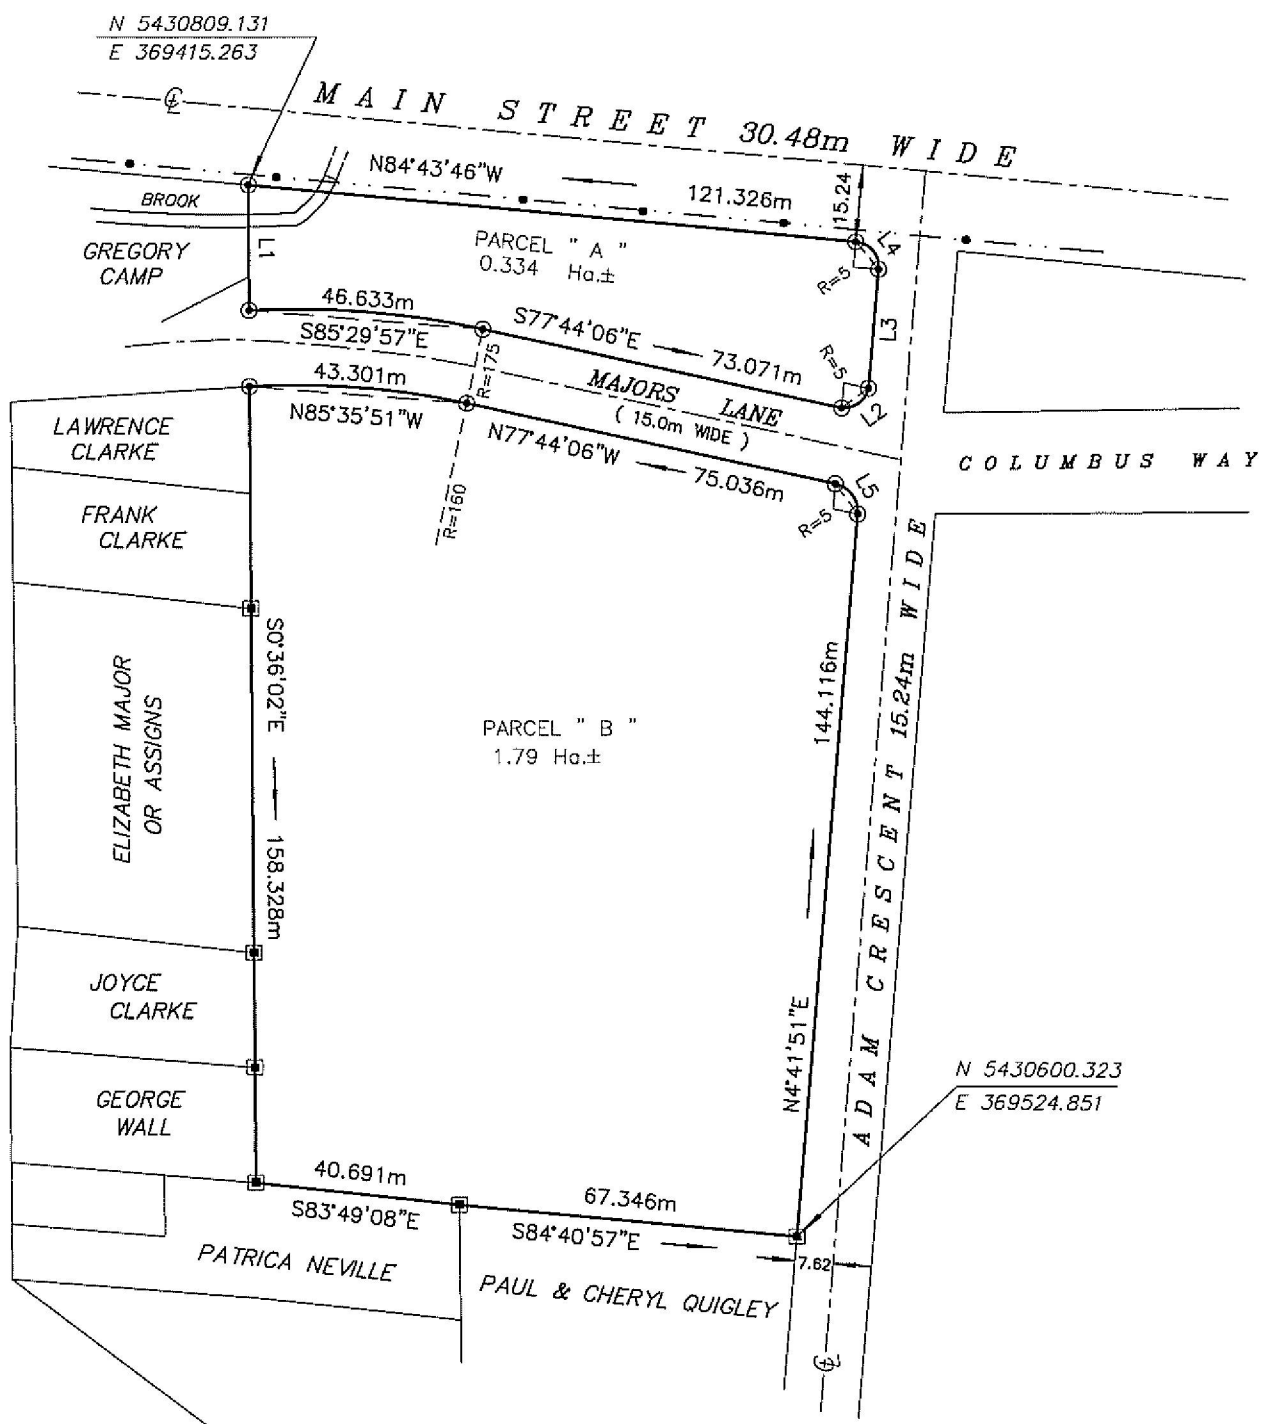 N 5430809.131
E 369415.263
℄
MAIN STREET 30.48m WIDE
N84°43'46"W
121.326m
15.24
BROOK
GREGORY
CAMP
L1
PARCEL " A "
0.334 Ha.±
L4
R=5
46.633m
S85°29'57"E
S77°44'06"E
73.071m
L3
R=5
L2
R=175
MAJORS LANE
( 15.0m WIDE )
43.301m
N85°35'51"W
N77°44'06"W
75.036m
L5
R=5
R=160
COLUMBUS WAY
LAWRENCE
CLARKE
FRANK
CLARKE
S0°36'02"E
158.328m
ELIZABETH MAJOR
OR ASSIGNS
PARCEL " B "
1.79 Ha.±
144.116m
N4°41'51"E
ADAM CRESCENT 15.24m WIDE
JOYCE
CLARKE
GEORGE
WALL
N 5430600.323
E 369524.851
40.691m
S83°49'08"E
67.346m
S84°40'57"E
7.62
PATRICA NEVILLE
PAUL & CHERYL QUIGLEY
℄